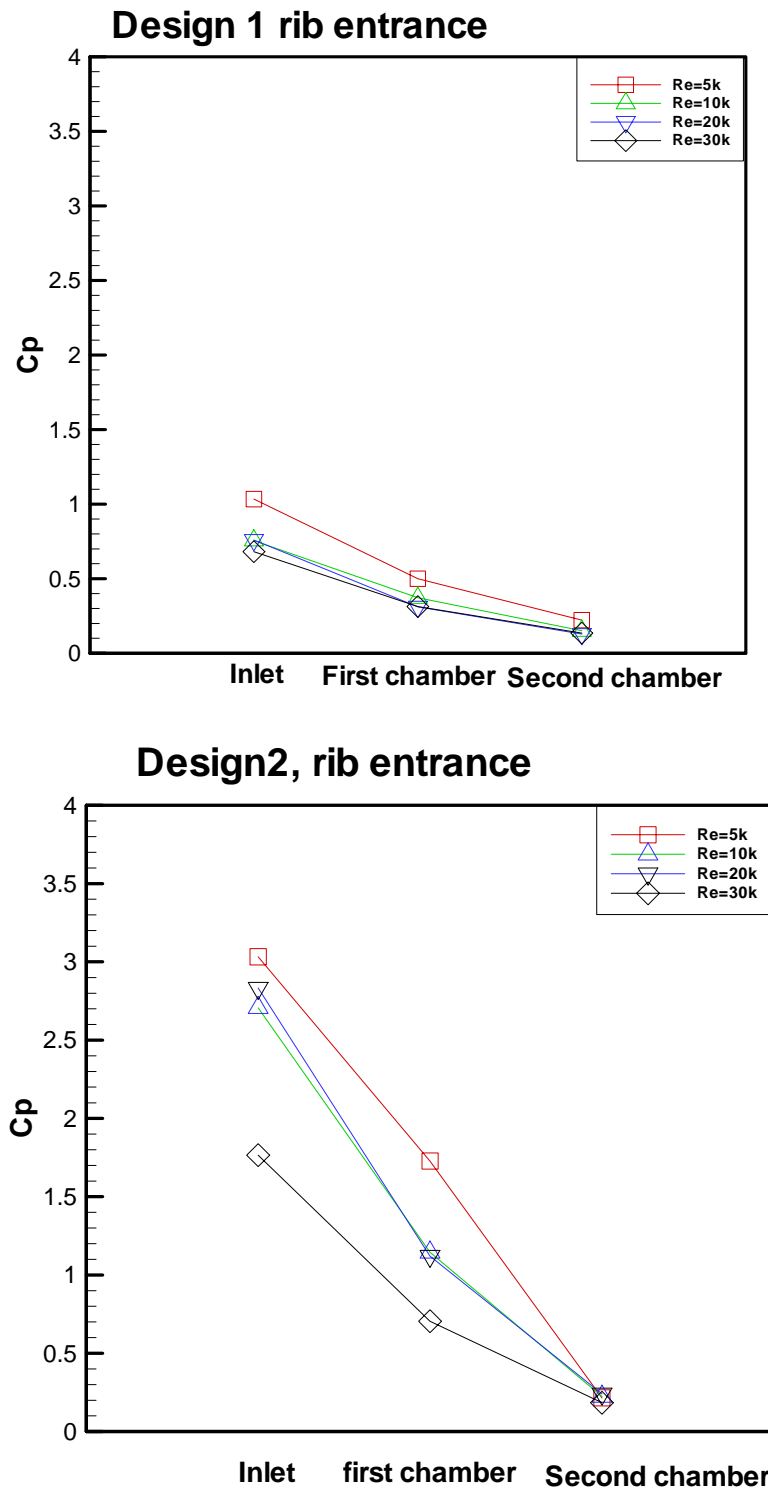 Design 1 rib entrance
4
Re=5k
Re=10k
Re=20k
Re=30k
3.5
3
2.5
2
Cp
1.5
1
0.5
0
Inlet First chamber Second chamber
Design2, rib entrance
4
Re=5k
Re=10k
Re=20k
Re=30k
3.5
3
2.5
2
Cp
1.5
1
0.5
0
Inlet first chamber Second chamber